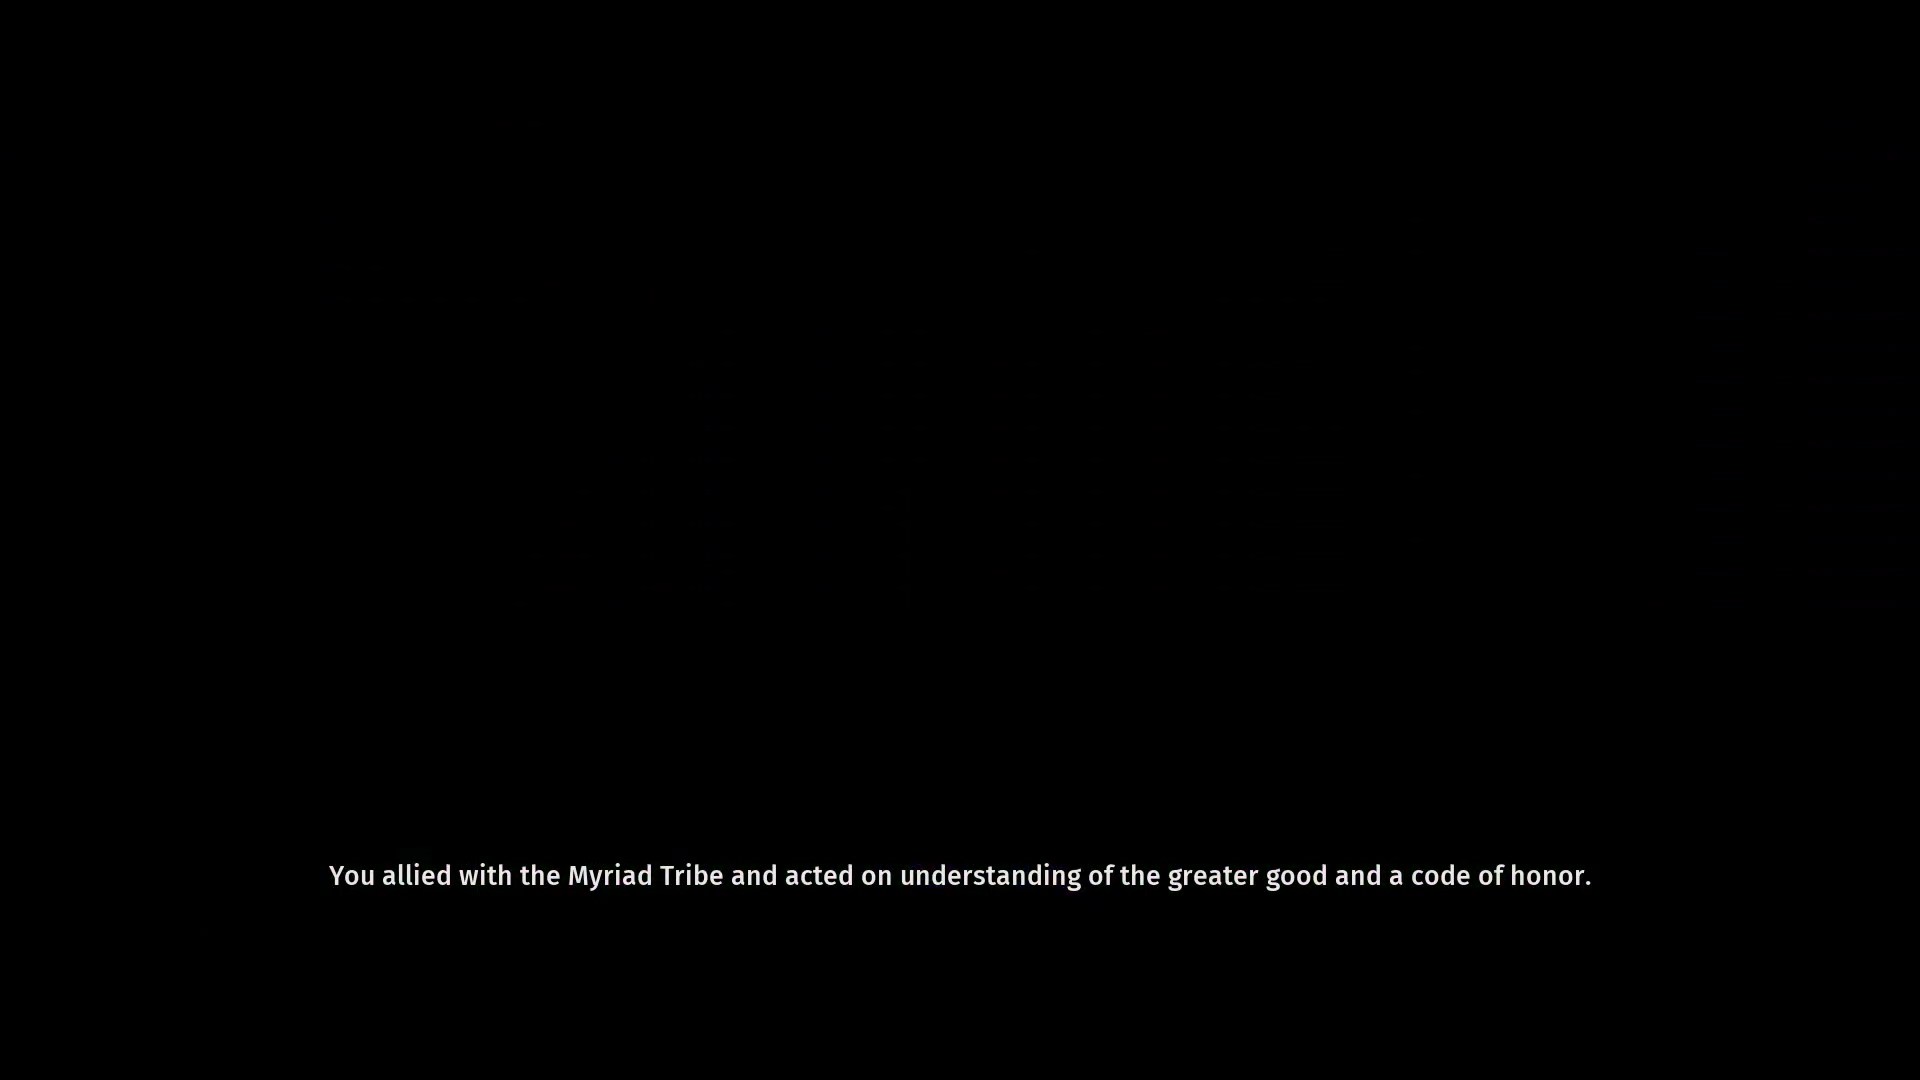 You allied with the Myriad Tribe and acted on understanding of the greater good and a code of honor.